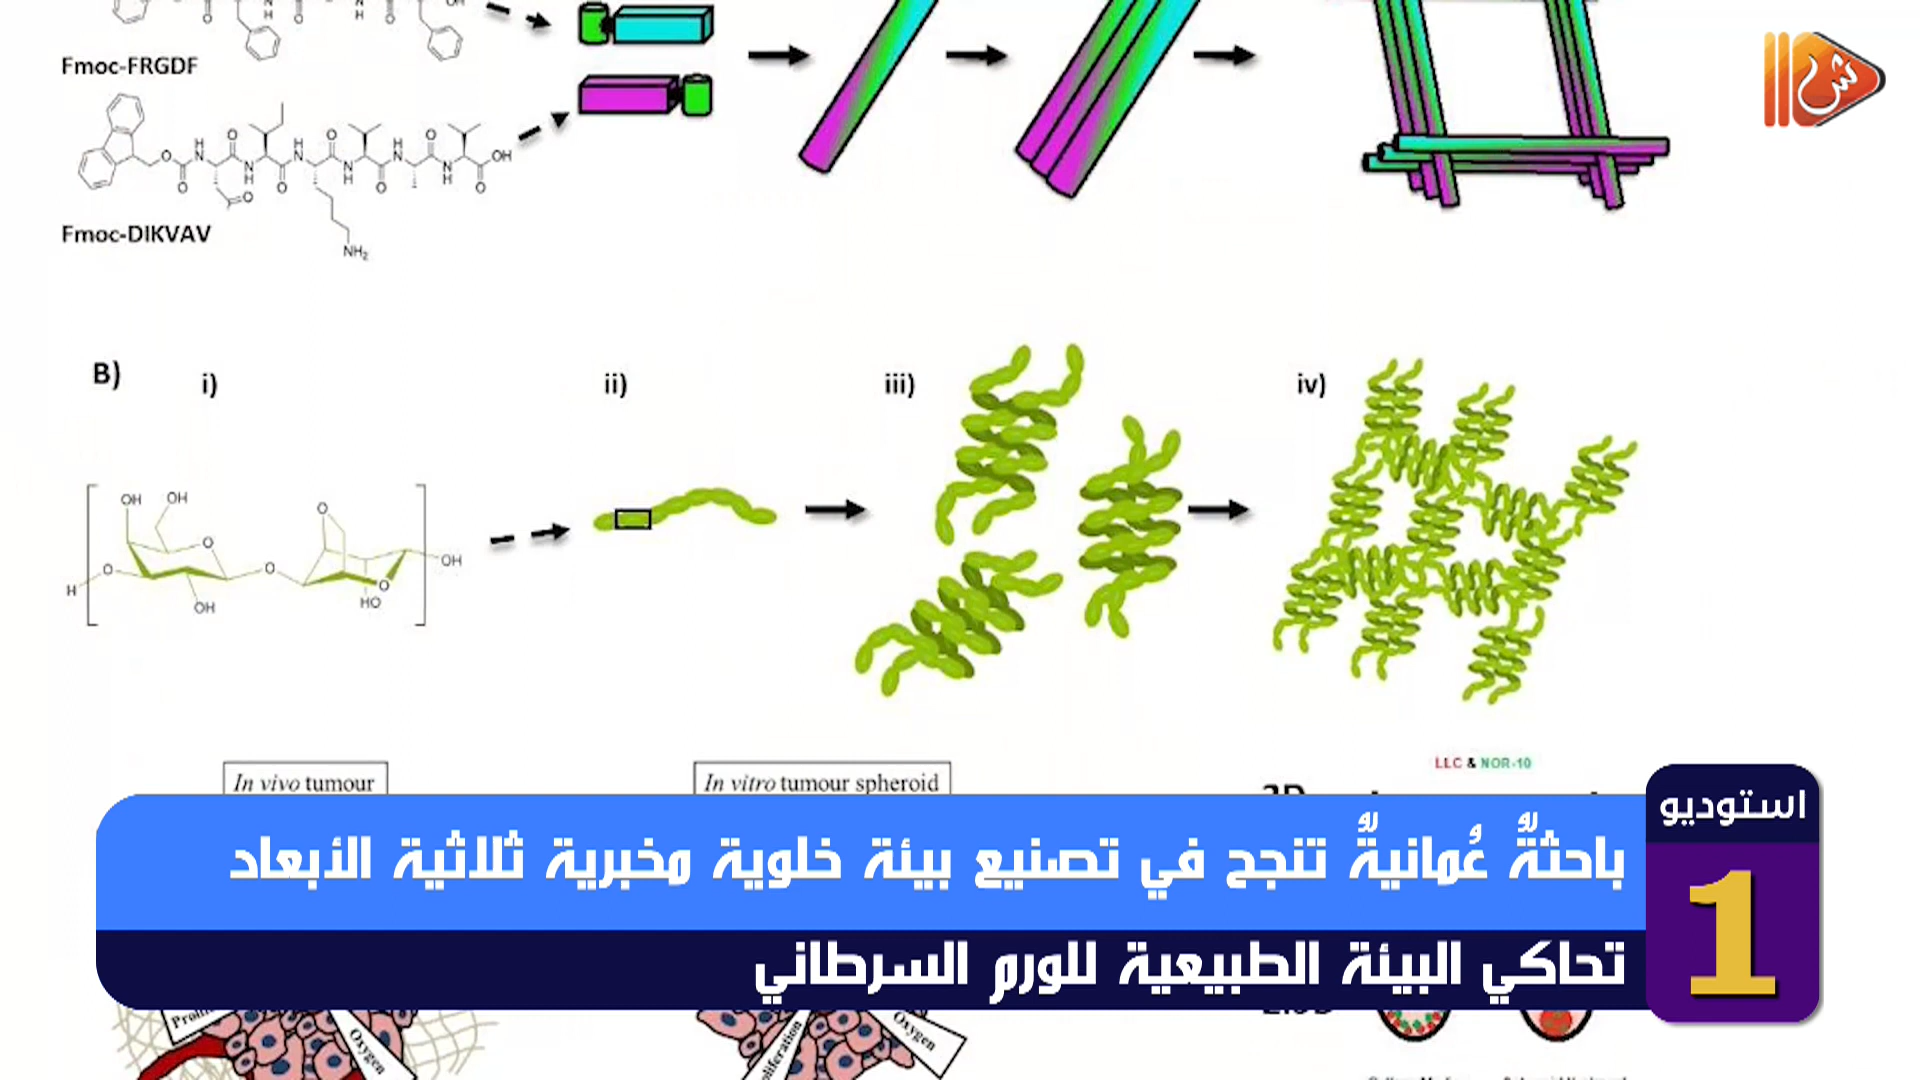 Fmoc-FRGDF
Fmoc-DIKVAV
NH₂
B)
i)
ii)
iii)
iv)
OH
OH
O
O
O
OH
H
O
OH
HO
O
LLC & NOR-10
In vivo tumour
In vitro tumour spheroid
استوديو
1
باحثةٌ عُمانيةٌ تنجح في تصنيع بيئة خلوية مخبرية ثلاثية الأبعاد
تحاكي البيئة الطبيعية للورم السرطاني
Oxygen
Oxygen